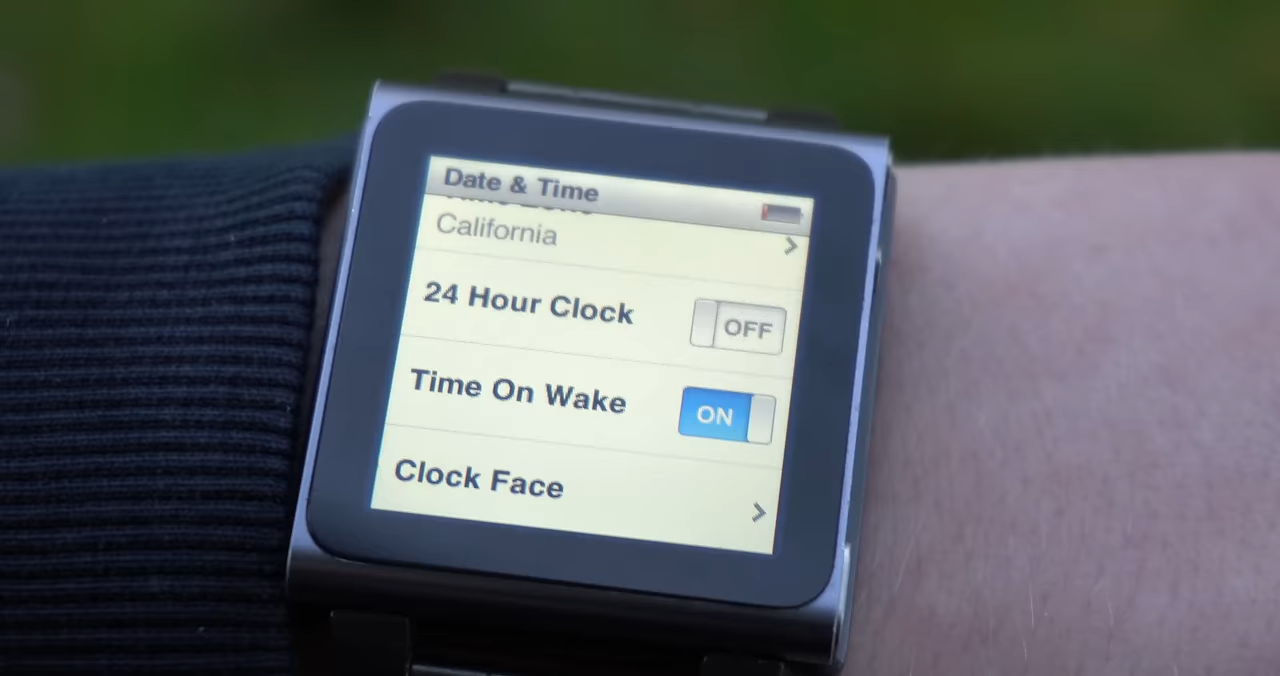 Date & Time
California
24 Hour Clock
OFF
Time On Wake
ON
Clock Face